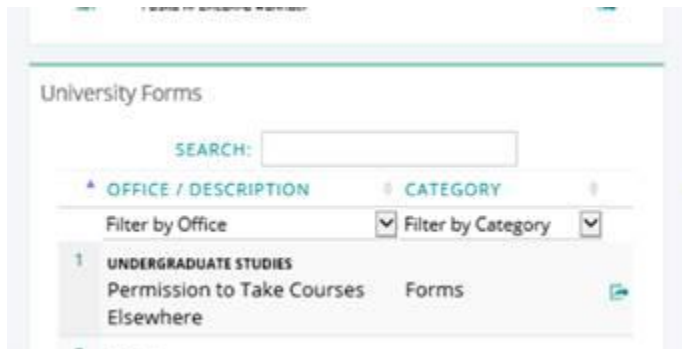 University Forms
SEARCH:
OFFICE / DESCRIPTION CATEGORY
Filter by Office Filter by Category
1 UNDERGRADUATE STUDIES
Permission to Take Courses Forms
Elsewhere